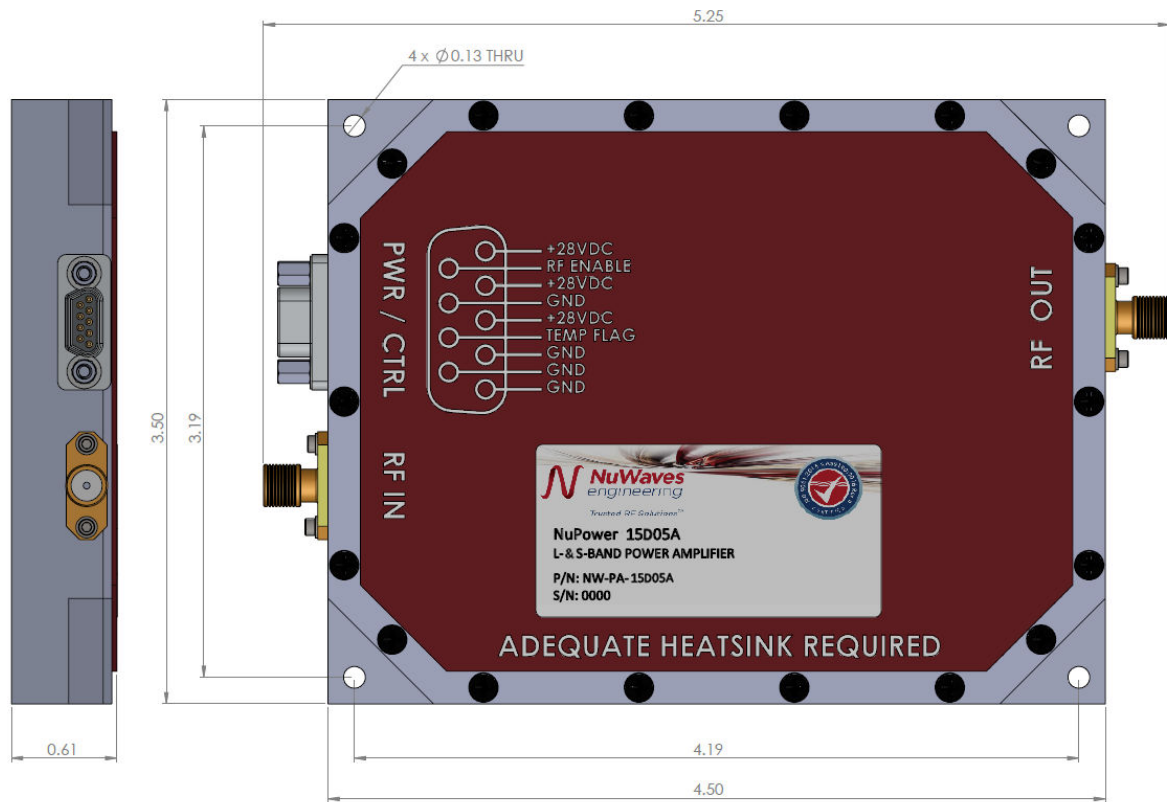 5.25
4 x Ø0.13 THRU
3.50
3.19
PWR / CTRL
+28VDC
RF ENABLE
+28VDC
GND
+28VDC
TEMP FLAG
GND
GND
GND
RF OUT
RF IN
NuWaves
engineering
Trusted RF Solutions™
NuPower 15D05A
L- & S-BAND POWER AMPLIFIER
P/N: NW-PA-15D05A
S/N: 0000
CERTIFIED
ADEQUATE HEATSINK REQUIRED
0.61
4.19
4.50